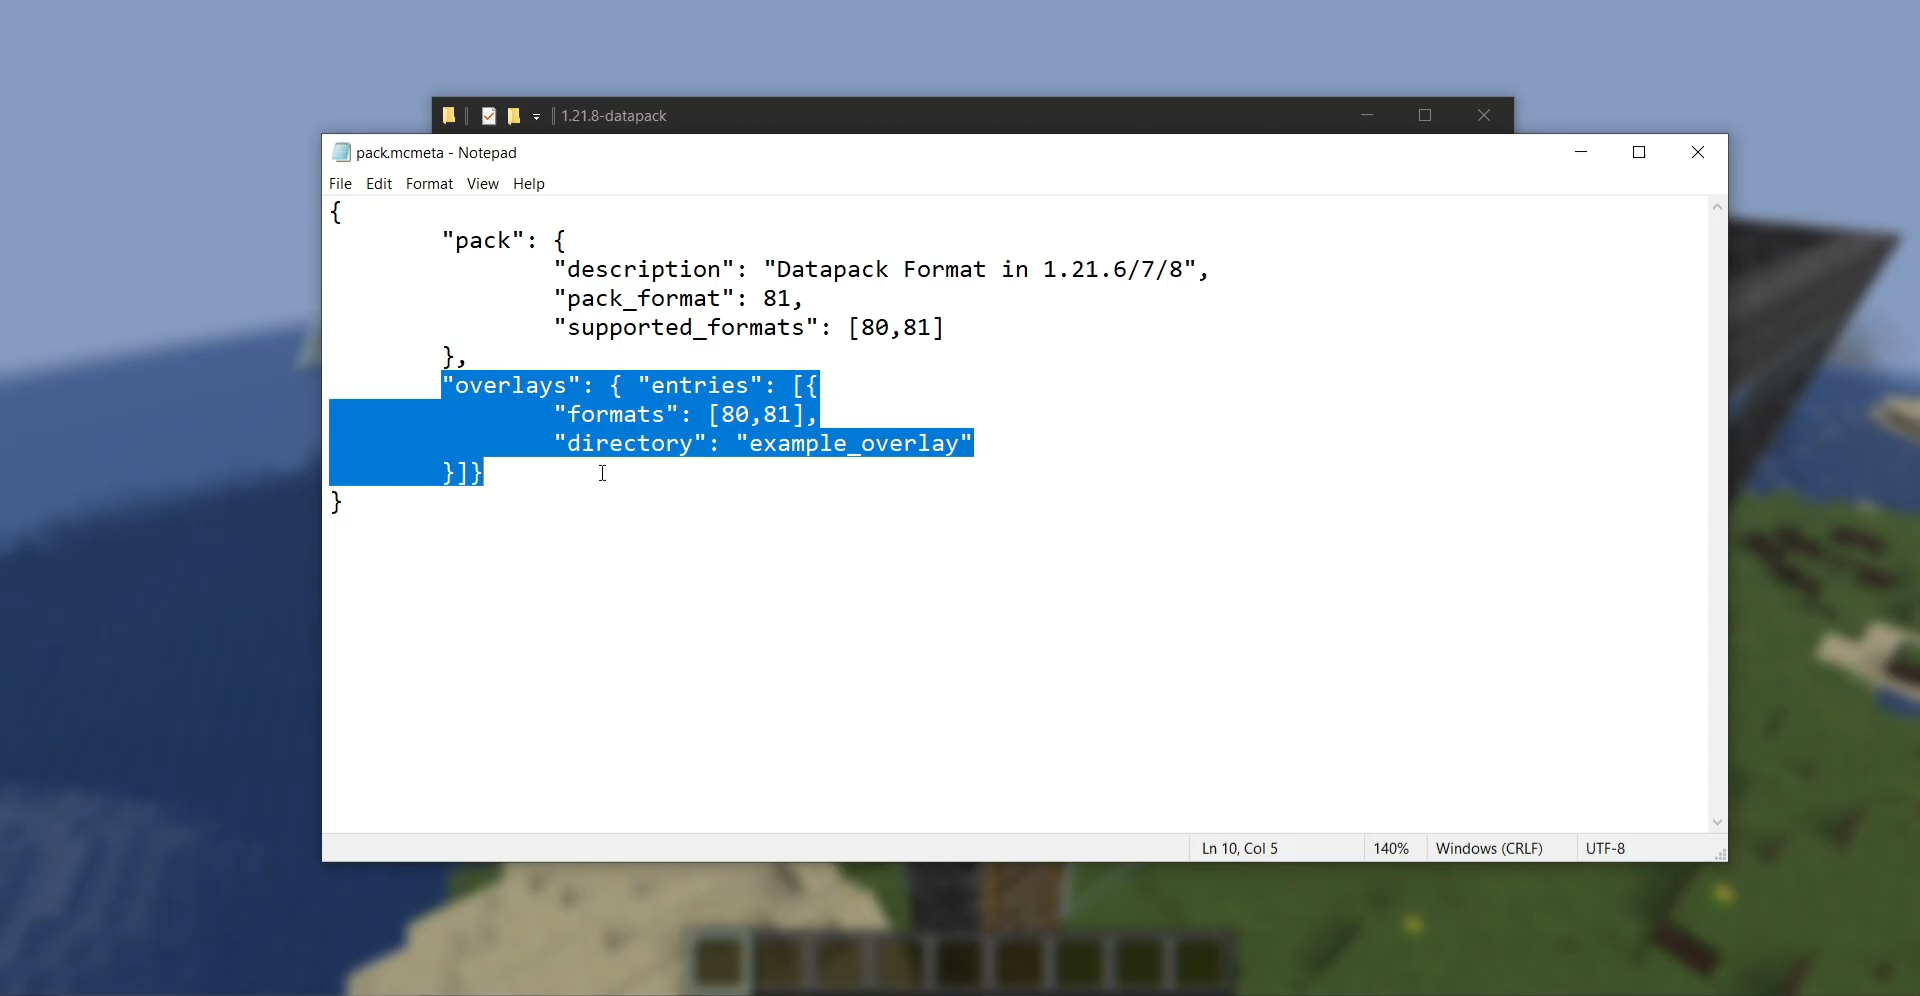 1.21.8-datapack
pack.mcmeta - Notepad
File Edit Format View Help
{
"pack": {
"description": "Datapack Format in 1.21.6/7/8",
"pack_format": 81,
"supported_formats": [80,81]
},
"overlays": { "entries": [{
"formats": [80,81],
"directory": "example_overlay"
}]}
}
Ln 10, Col 5 140% Windows (CRLF) UTF-8